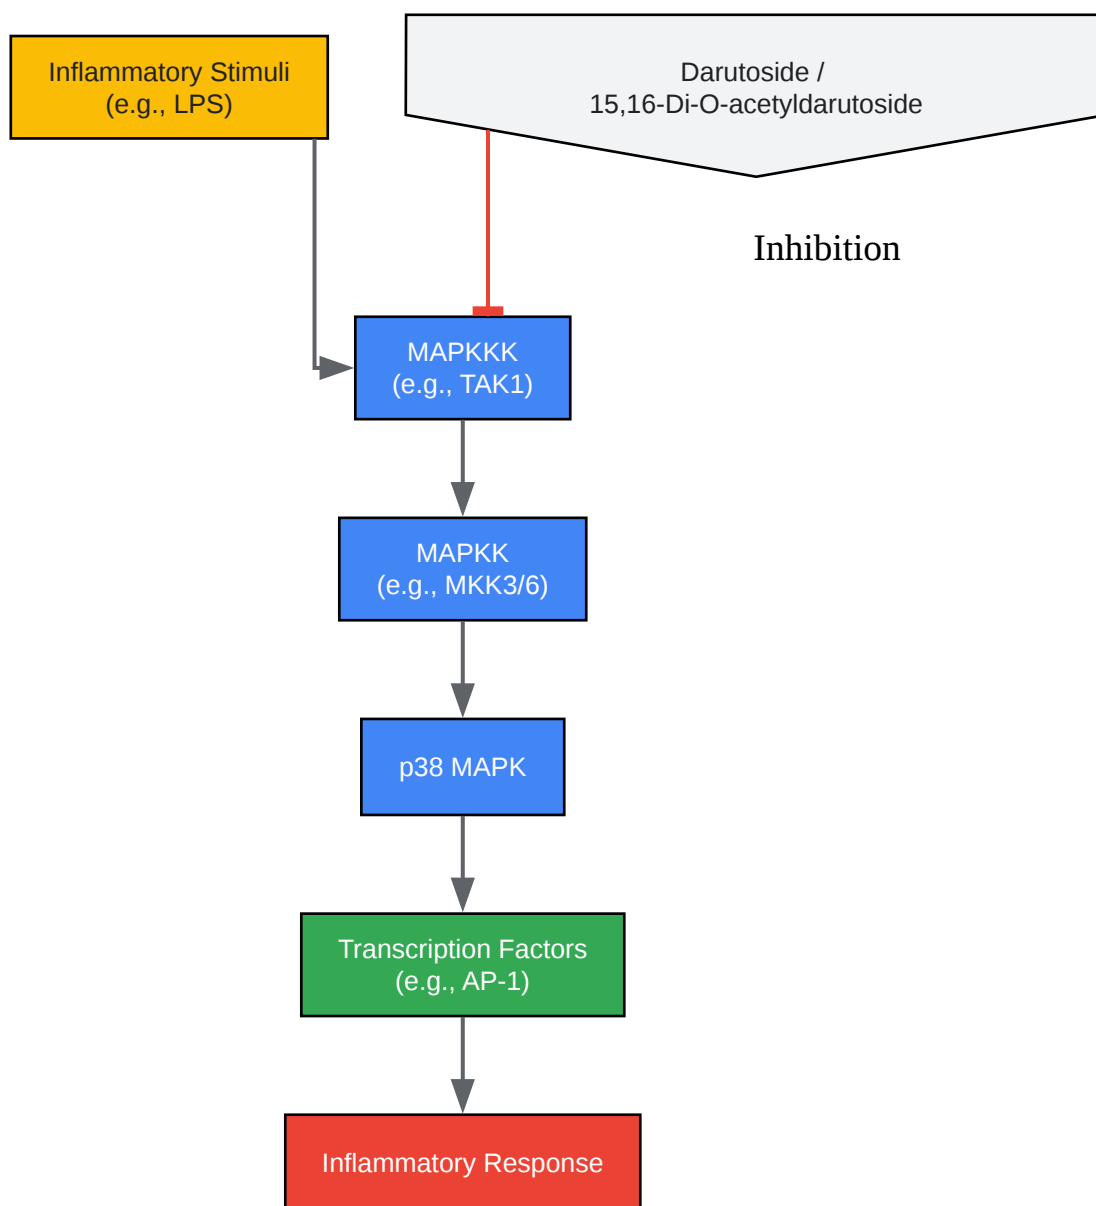 Inflammatory Stimuli
(e.g., LPS)
Darutoside /
15,16-Di-O-acetyldarutoside
Inhibition
MAPKKK
(e.g., TAK1)
MAPKK
(e.g., MKK3/6)
p38 MAPK
Transcription Factors
(e.g., AP-1)
Inflammatory Response